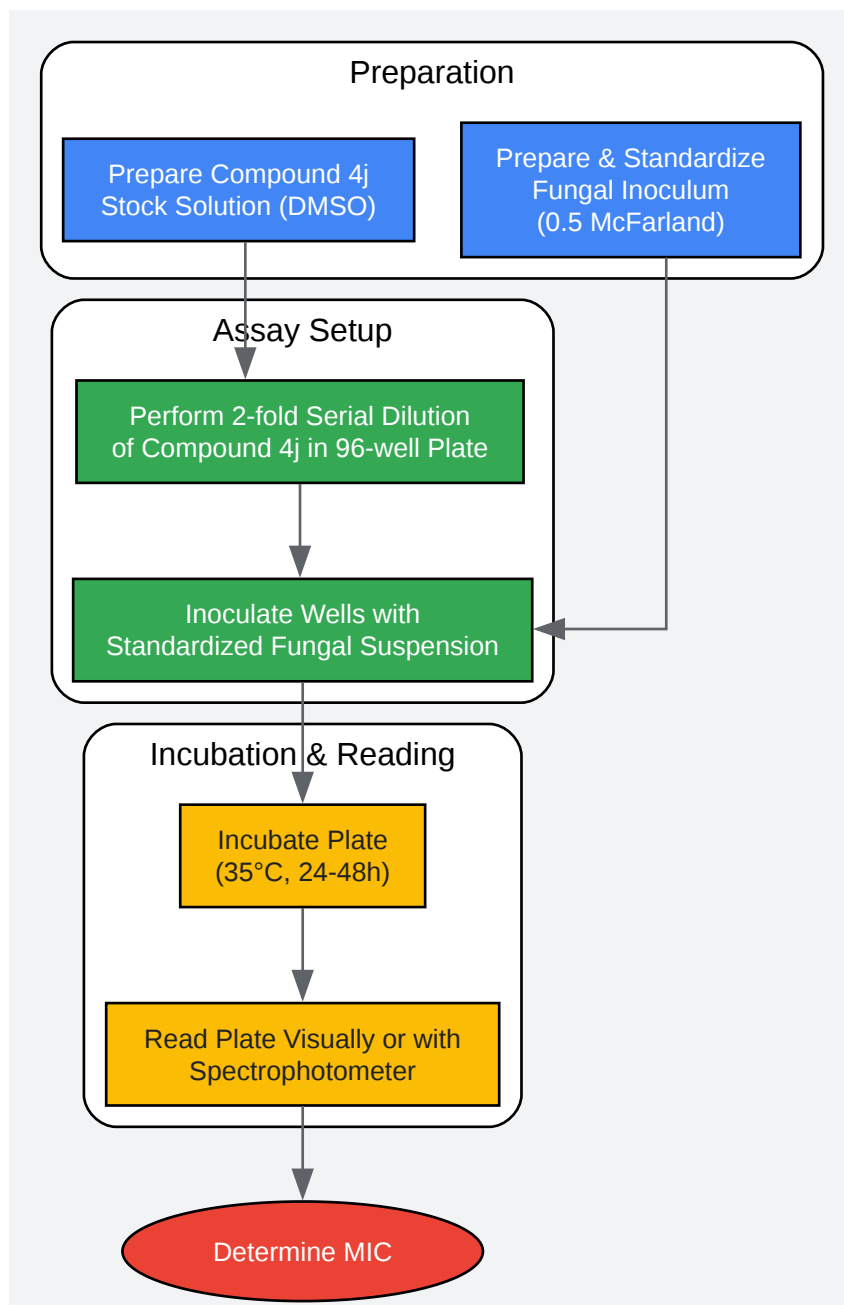 Preparation
Prepare Compound 4j
Stock Solution (DMSO)
Prepare & Standardize
Fungal Inoculum
(0.5 McFarland)
Assay Setup
Perform 2-fold Serial Dilution
of Compound 4j in 96-well Plate
Inoculate Wells with
Standardized Fungal Suspension
Incubation & Reading
Incubate Plate
(35°C, 24-48h)
Read Plate Visually or with
Spectrophotometer
Determine MIC